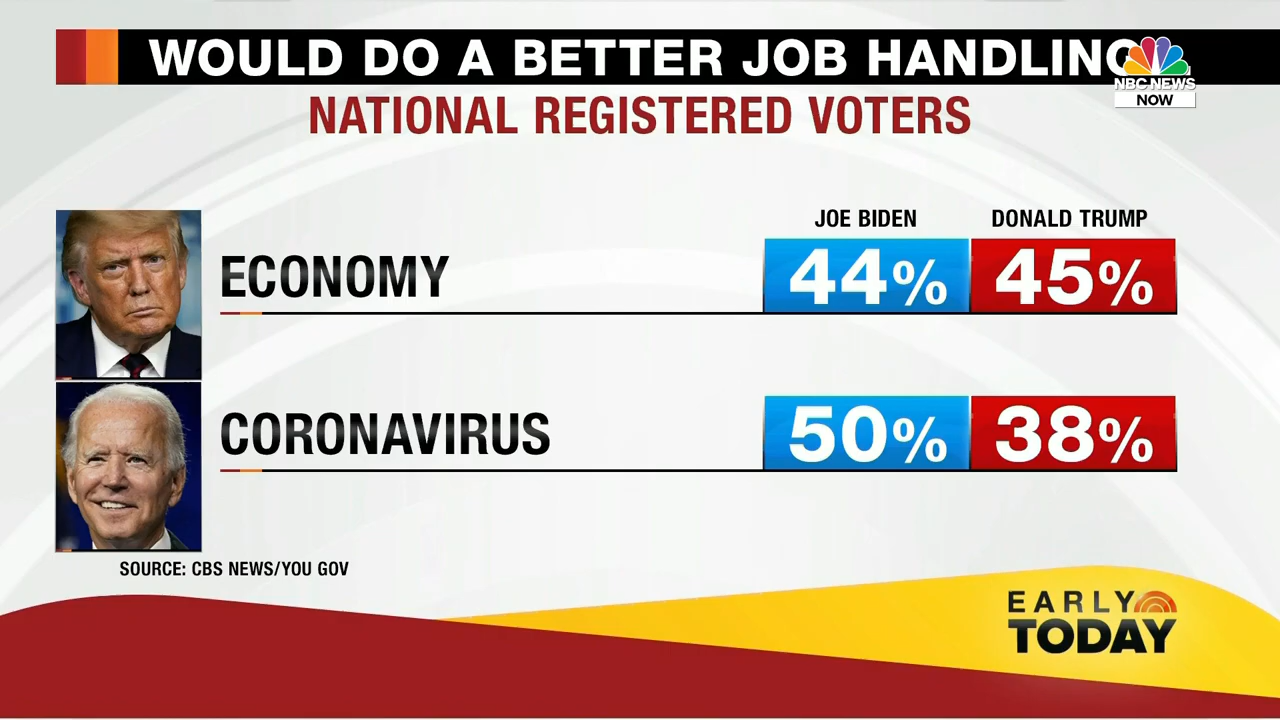 WOULD DO A BETTER JOB HANDLING
NBC NEWS
NOW
NATIONAL REGISTERED VOTERS
JOE BIDEN DONALD TRUMP
ECONOMY 44% 45%
CORONAVIRUS 50% 38%
SOURCE: CBS NEWS/YOU GOV
EARLY
TODAY